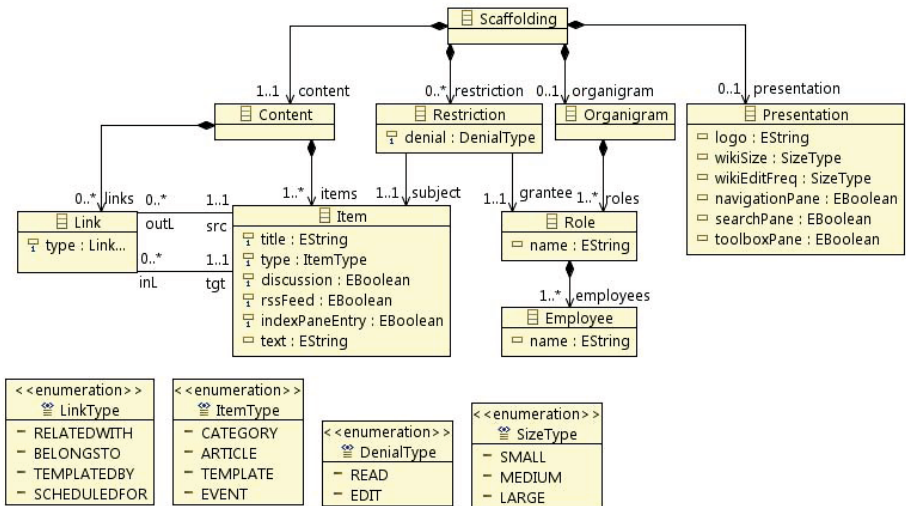 Scaffolding
1..1 content
0..* restriction
0..1 organigram
0..1 presentation
Content
Restriction
denial : DenialType
Organigram
Presentation
logo : EString
wikiSize : SizeType
wikiEditFreq : SizeType
navigationPane : EBoolean
searchPane : EBoolean
toolboxPane : EBoolean
0..* links
1..* items
1..1 subject
1..1 grantee
1..* roles
0..* 1..1
outL src
Link
type : Link...
0..* 1..1
inL tgt
Item
title : EString
type : ItemType
discussion : EBoolean
rssFeed : EBoolean
indexPaneEntry : EBoolean
text : EString
Role
name : EString
1..* employees
Employee
name : EString
<<enumeration>>
LinkType
RELATEDWITH
BELONGSTO
TEMPLATEDBY
SCHEDULEDFOR
<<enumeration>>
ItemType
CATEGORY
ARTICLE
TEMPLATE
EVENT
<<enumeration>>
DenialType
READ
EDIT
<<enumeration>>
SizeType
SMALL
MEDIUM
LARGE